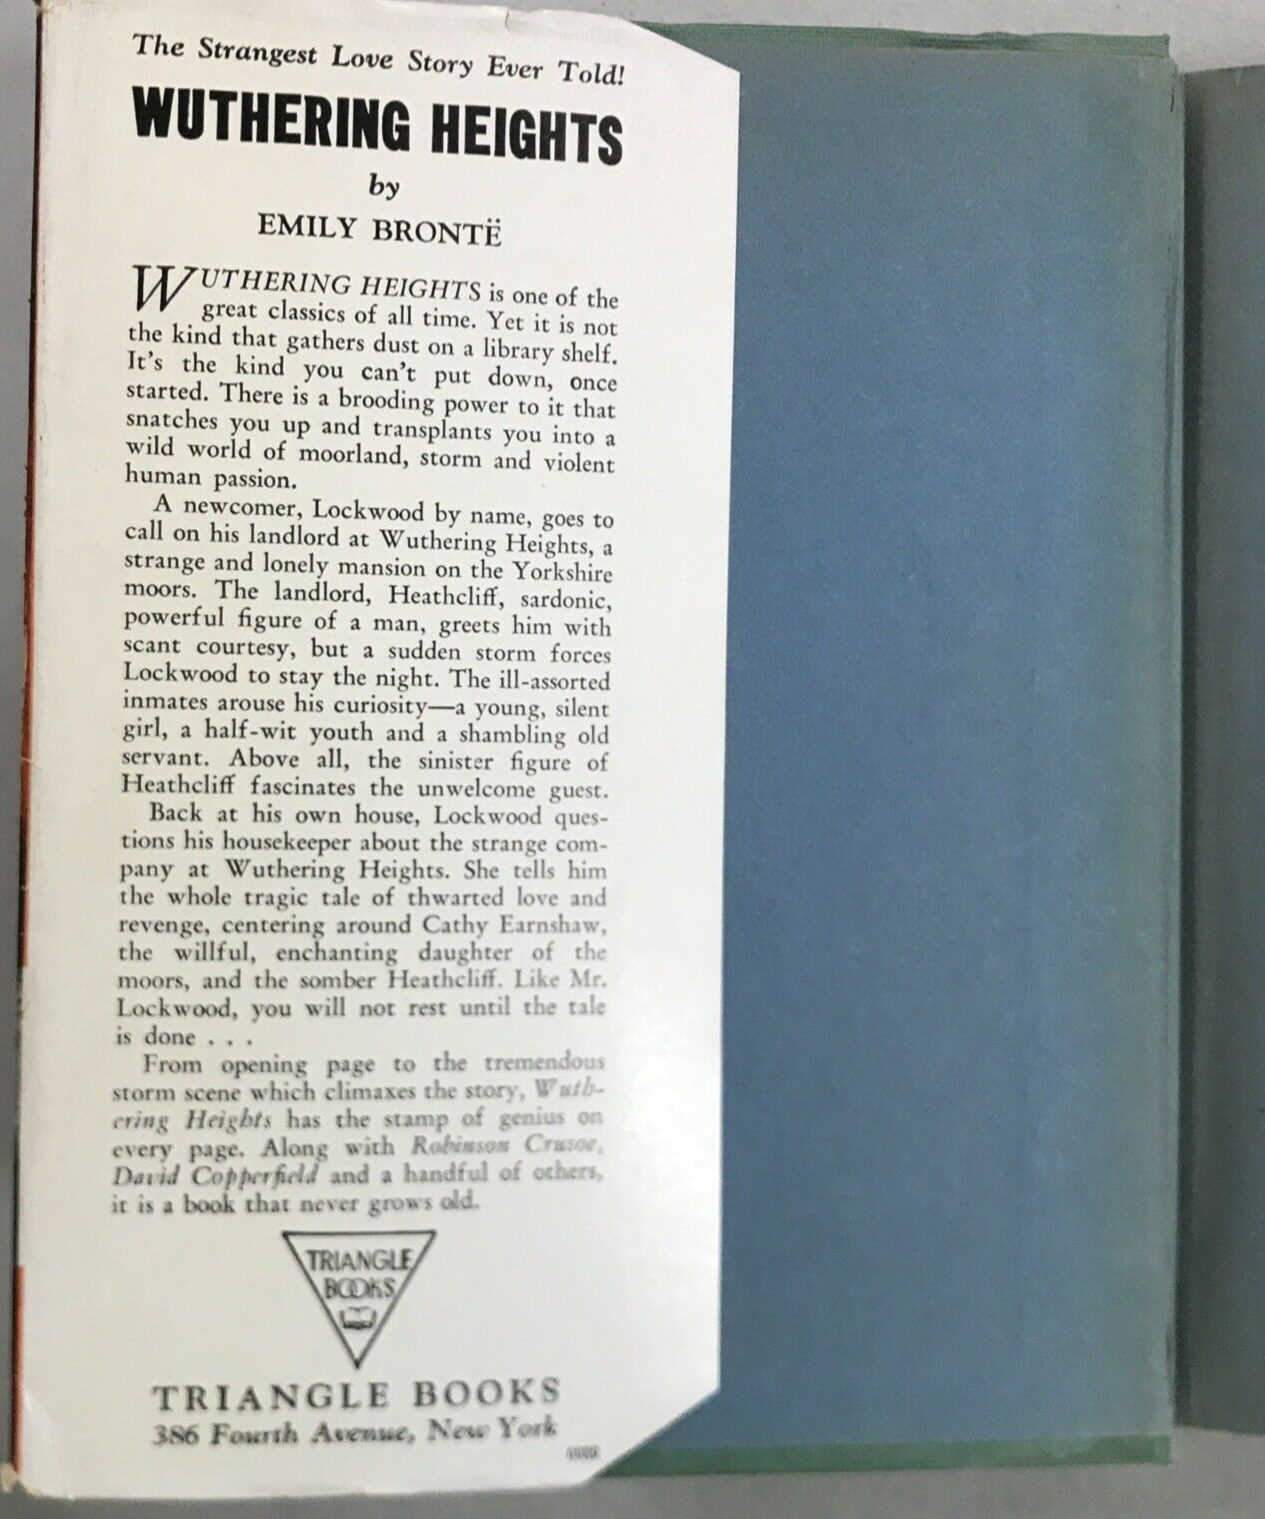 The Strangest Love Story Ever Told!
WUTHERING HEIGHTS
by
EMILY BRONTË
WUTHERING HEIGHTS is one of the
great classics of all time. Yet it is not
the kind that gathers dust on a library shelf.
It's the kind you can't put down, once
started. There is a brooding power to it that
snatches you up and transplants you into a
wild world of moorland, storm and violent
human passion.
A newcomer, Lockwood by name, goes to
call on his landlord at Wuthering Heights, a
strange and lonely mansion on the Yorkshire
moors. The landlord, Heathcliff, sardonic,
powerful figure of a man, greets him with
scant courtesy, but a sudden storm forces
Lockwood to stay the night. The ill-assorted
inmates arouse his curiosity—a young, silent
girl, a half-wit youth and a shambling old
servant. Above all, the sinister figure of
Heathcliff fascinates the unwelcome guest.
Back at his own house, Lockwood ques-
tions his housekeeper about the strange com-
pany at Wuthering Heights. She tells him
the whole tragic tale of thwarted love and
revenge, centering around Cathy Earnshaw,
the willful, enchanting daughter of the
moors, and the somber Heathcliff. Like Mr.
Lockwood, you will not rest until the tale
is done . . .
From opening page to the tremendous
storm scene which climaxes the story, Wuth-
ering Heights has the stamp of genius on
every page. Along with Robinson Crusoe,
David Copperfield and a handful of others,
it is a book that never grows old.
TRIANGLE
BOOKS
TRIANGLE BOOKS
386 Fourth Avenue, New York